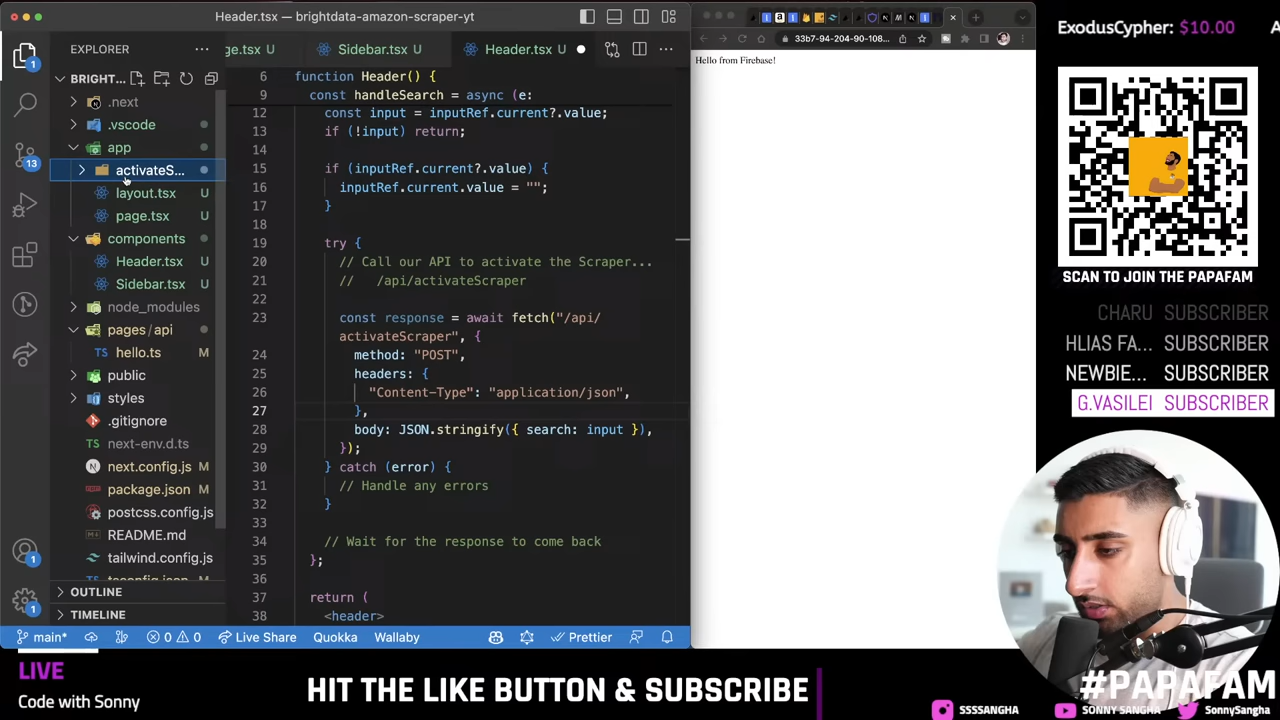 Header.tsx — brightdata-amazon-scraper-yt
EXPLORER
BRIGHT...
.next
.vscode
app
activateS...
layout.tsx U
page.tsx U
components
Header.tsx U
Sidebar.tsx U
node_modules
pages/api
hello.ts M
public
styles
.gitignore
next-env.d.ts
next.config.js M
package.json M
postcss.config.js
README.md
tailwind.config.js
OUTLINE
TIMELINE
1
13
1
1
ge.tsx U
Sidebar.tsx U
Header.tsx U
6 function Header() {
9 const handleSearch = async (e:
12 const input = inputRef.current?.value;
13 if (!input) return;
14
15 if (inputRef.current?.value) {
16 inputRef.current.value = "";
17 }
18
19 try {
20 // Call our API to activate the Scraper...
21 // /api/activateScraper
22
23 const response = await fetch("/api/
activateScraper", {
24 method: "POST",
25 headers: {
26 "Content-Type": "application/json",
27 },
28 body: JSON.stringify({ search: input }),
29 });
30 } catch (error) {
31 // Handle any errors
32 }
33
34 // Wait for the response to come back
35 };
36
37 return (
38 <header>
main* 0 0 Live Share Quokka Wallaby Prettier
33b7-94-204-90-108...
Hello from Firebase!
ExodusCypher: $10.00
SCAN TO JOIN THE PAPAFAM
CHARU SUBSCRIBER
HLIAS FA... SUBSCRIBER
NEWBIE... SUBSCRIBER
G.VASILEI SUBSCRIBER
LIVE
Code with Sonny
HIT THE LIKE BUTTON & SUBSCRIBE
#PAPAFAM
SSSSANGHA
SONNY SANGHA
SonnySangha